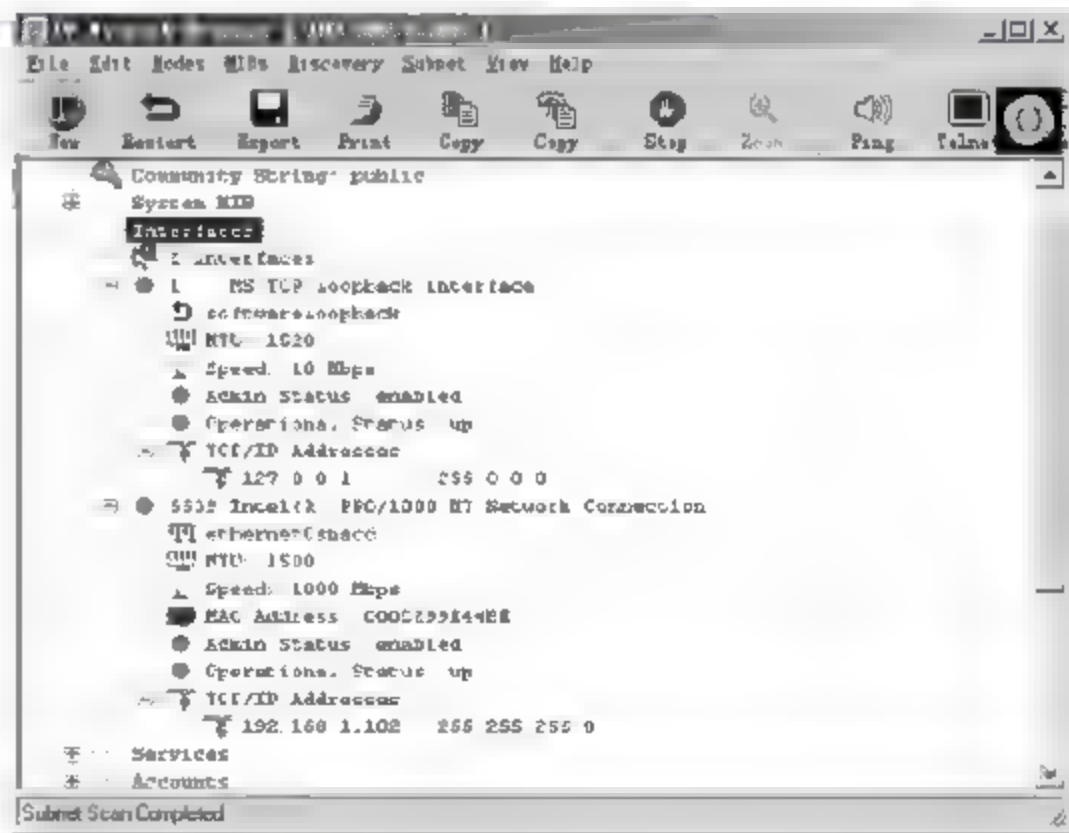 File Edit Nodes MIBs Discovery Subnet View Help
New Restart Export Print Copy Copy Stop Zoom Ping Telnet
Community String: public
System MIB
Interfaces
2 interfaces
1 MS TCP Loopback interface
softwareLoopback
MTU: 1520
Speed: 10 Mbps
Admin Status enabled
Operational Status up
TCP/IP Addresses
127.0.0.1 255.0.0.0
Intel(R) PRO/1000 MT Network Connection
ethernetCsmacd
MTU: 1500
Speed: 1000 Mbps
MAC Address
Admin Status enabled
Operational Status up
TCP/IP Addresses
192.168.1.102 255.255.255.0
Services
Accounts
Subnet Scan Completed